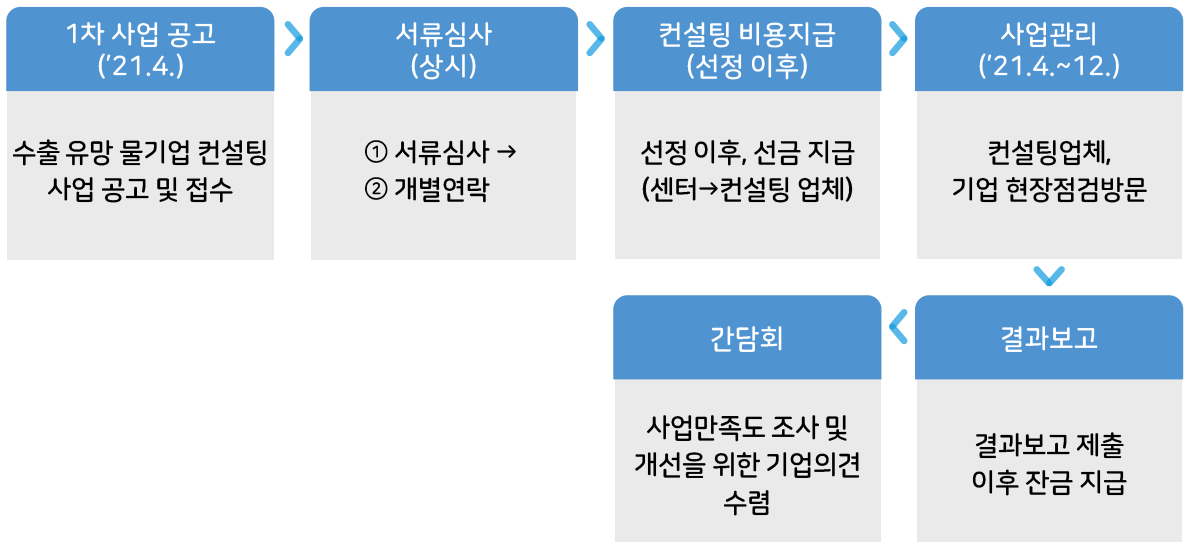 1차 사업 공고
('21.4.)
수출 유망 물기업 컨설팅
사업 공고 및 접수
서류심사
(상시)
① 서류심사 →
② 개별연락
컨설팅 비용지급
(선정 이후)
선정 이후, 선금 지급
(센터→컨설팅 업체)
사업관리
('21.4.~12.)
컨설팅업체,
기업 현장점검방문
결과보고
결과보고 제출
이후 잔금 지급
간담회
사업만족도 조사 및
개선을 위한 기업의견
수렴